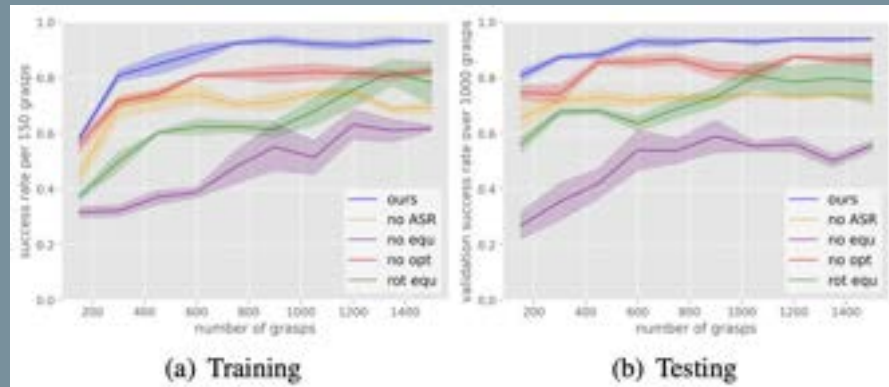 success rate per 150 grasps
1.0
0.8
0.6
0.4
0.2
0.0
ours
no ASR
no equ
no opt
rot equ
200 400 600 800 1000 1200 1400
number of grasps
(a) Training
validation success rate over 1000 grasps
1.0
0.8
0.6
0.4
0.2
0.0
ours
no ASR
no equ
no opt
rot equ
200 400 600 800 1000 1200 1400
number of grasps
(b) Testing